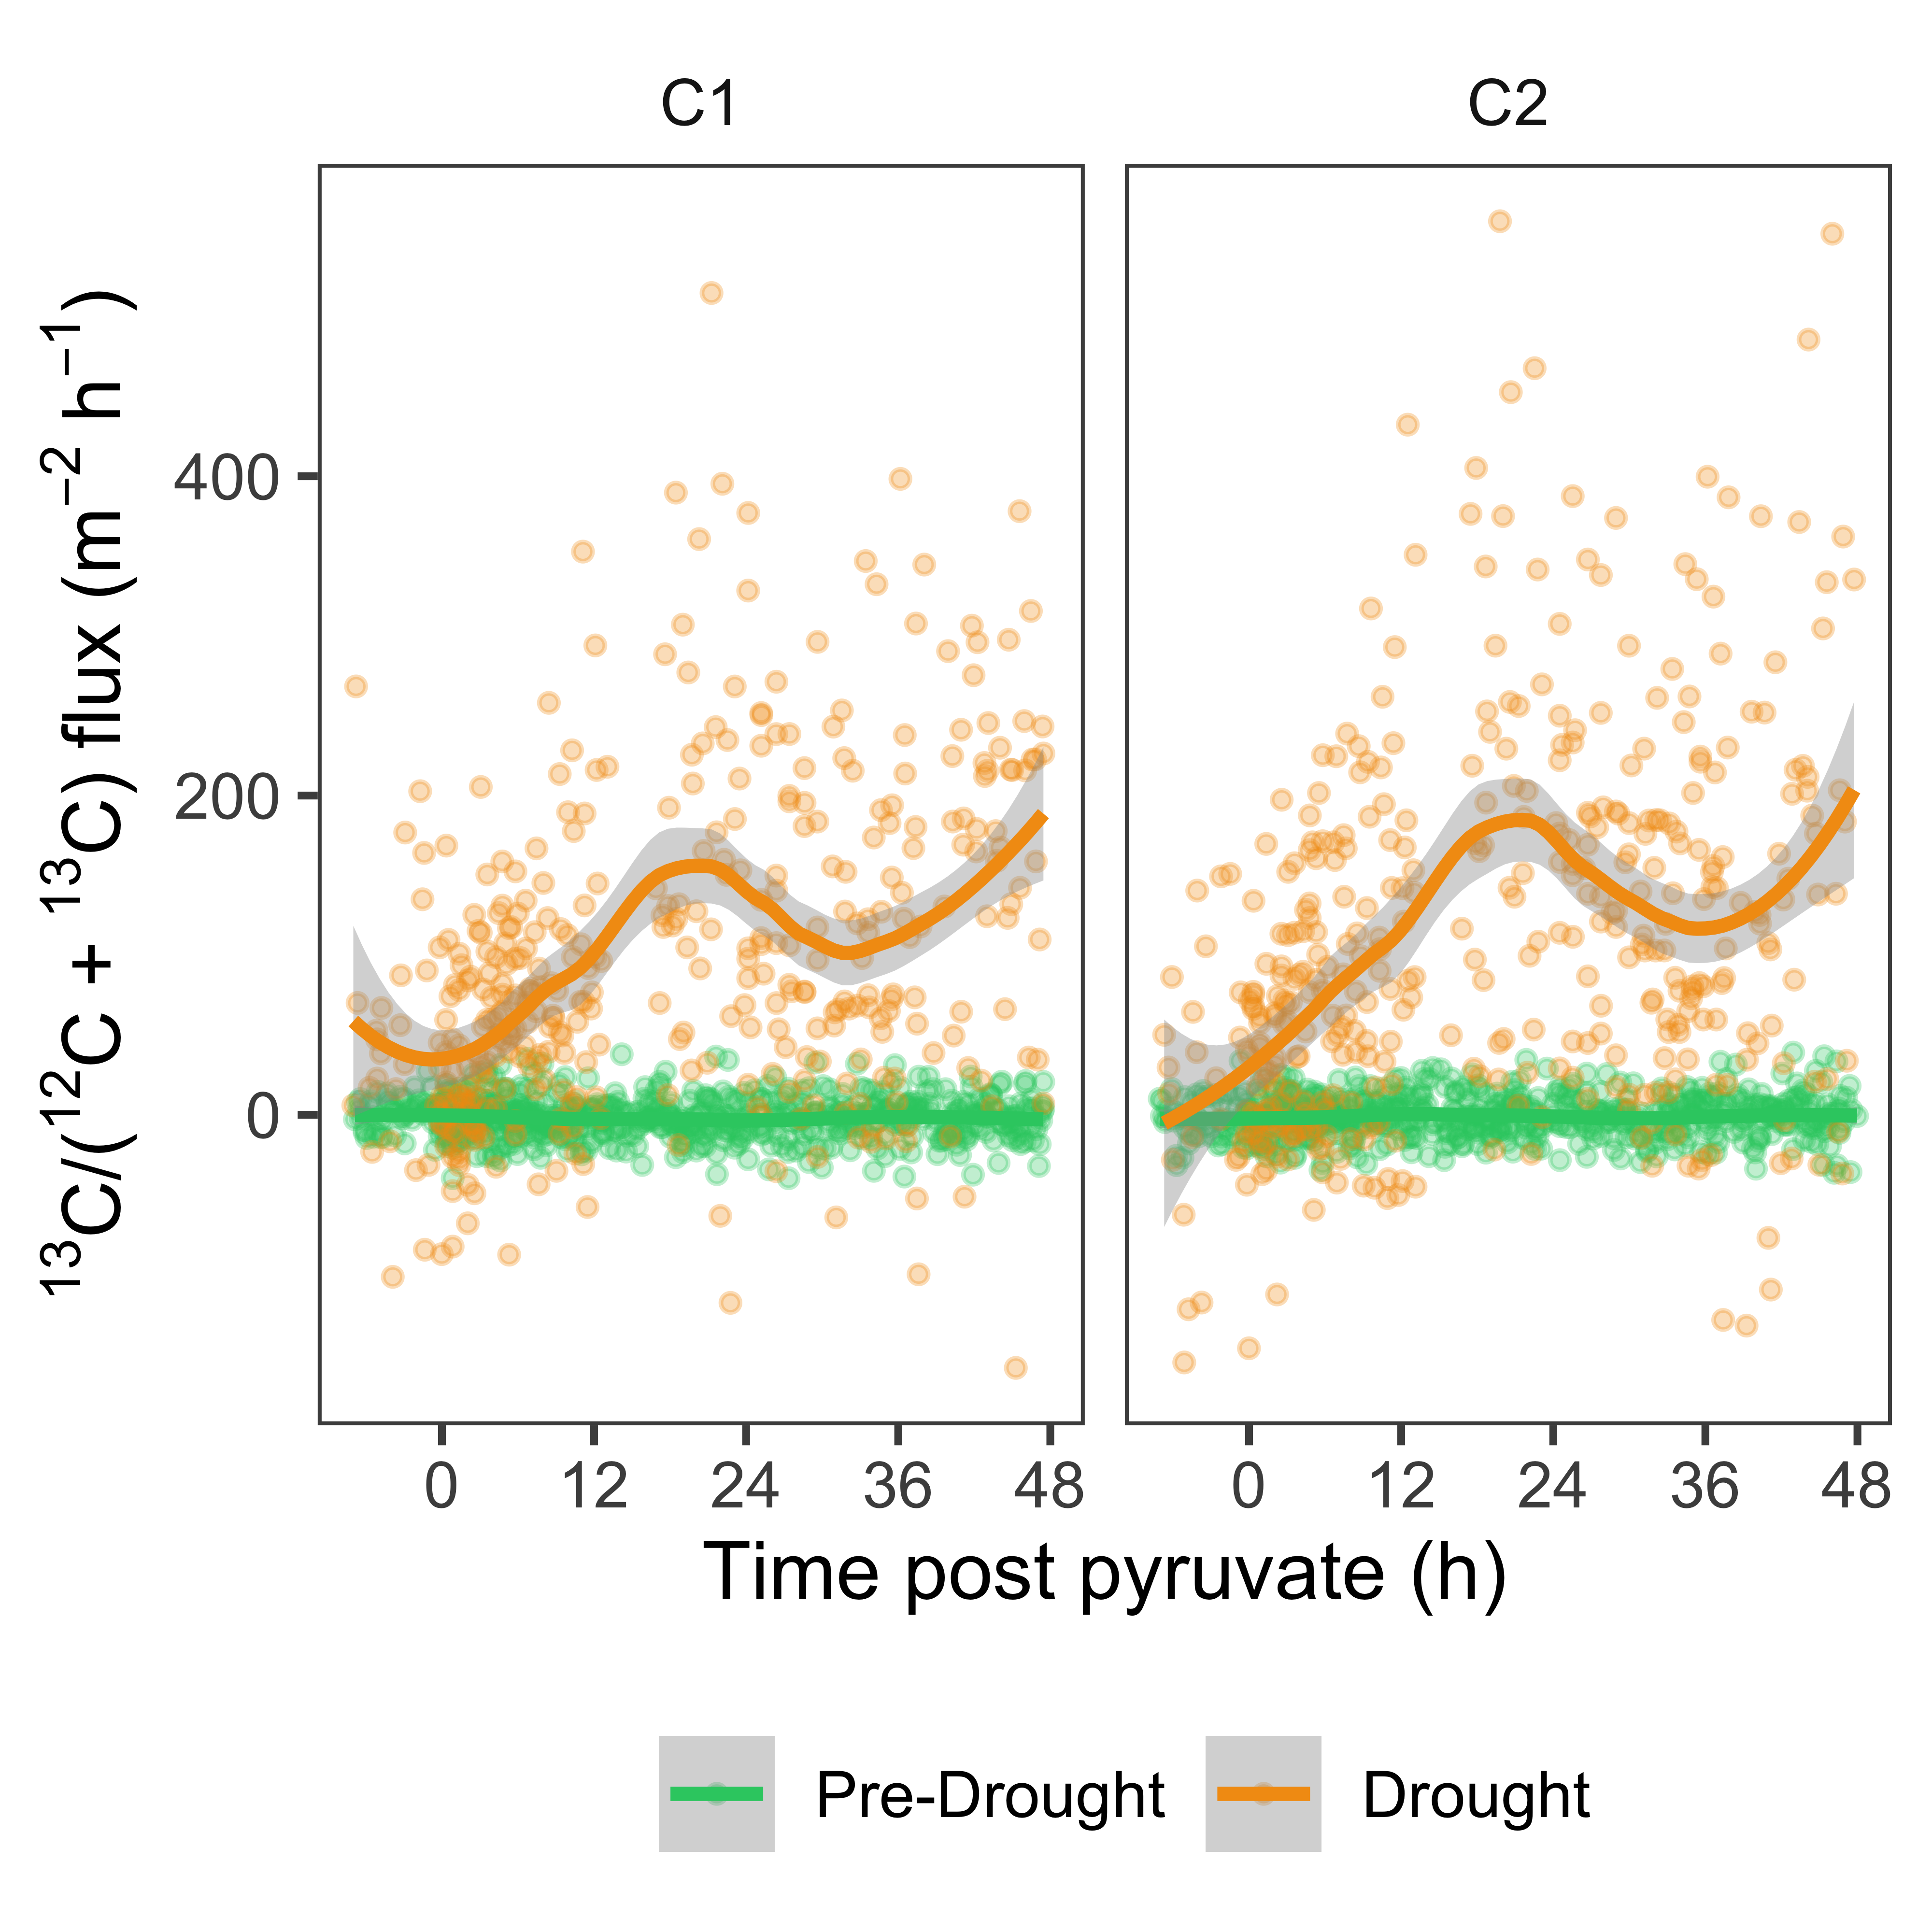 C1 C2
¹³C/(¹²C + ¹³C) flux (m⁻² h⁻¹)
400
200
0
0 12 24 36 48 0 12 24 36 48
Time post pyruvate (h)
Pre-Drought Drought